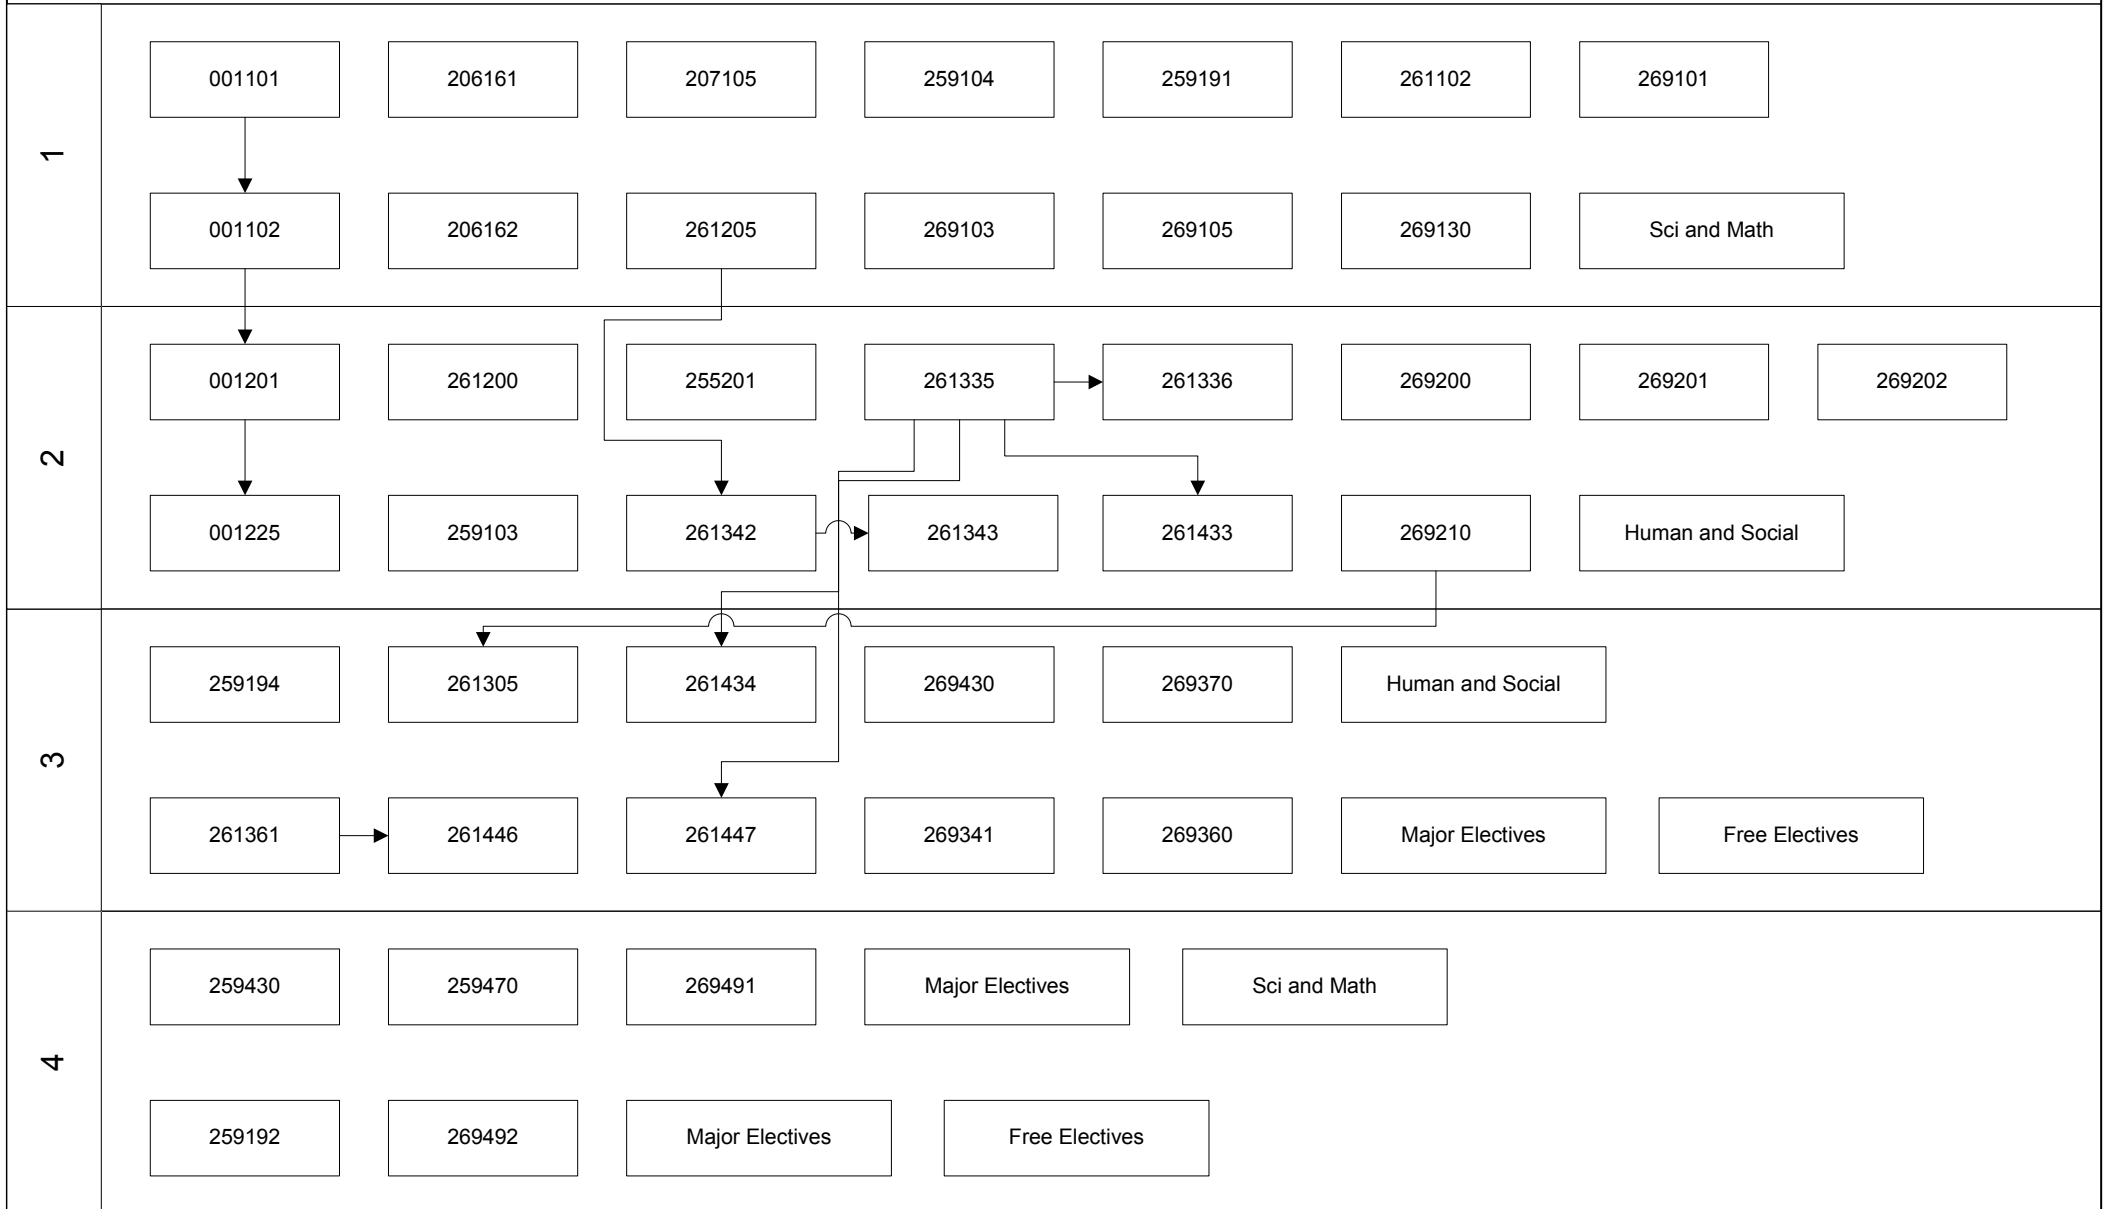 1
001101 206161 207105 259104 259191 261102 269101
001102 206162 261205 269103 269105 269130 Sci and Math
2
001201 261200 255201 261335 261336 269200 269201 269202
001225 259103 261342 261343 261433 269210 Human and Social
3
259194 261305 261434 269430 269370 Human and Social
261361 261446 261447 269341 269360 Major Electives Free Electives
4
259430 259470 269491 Major Electives Sci and Math
259192 269492 Major Electives Free Electives